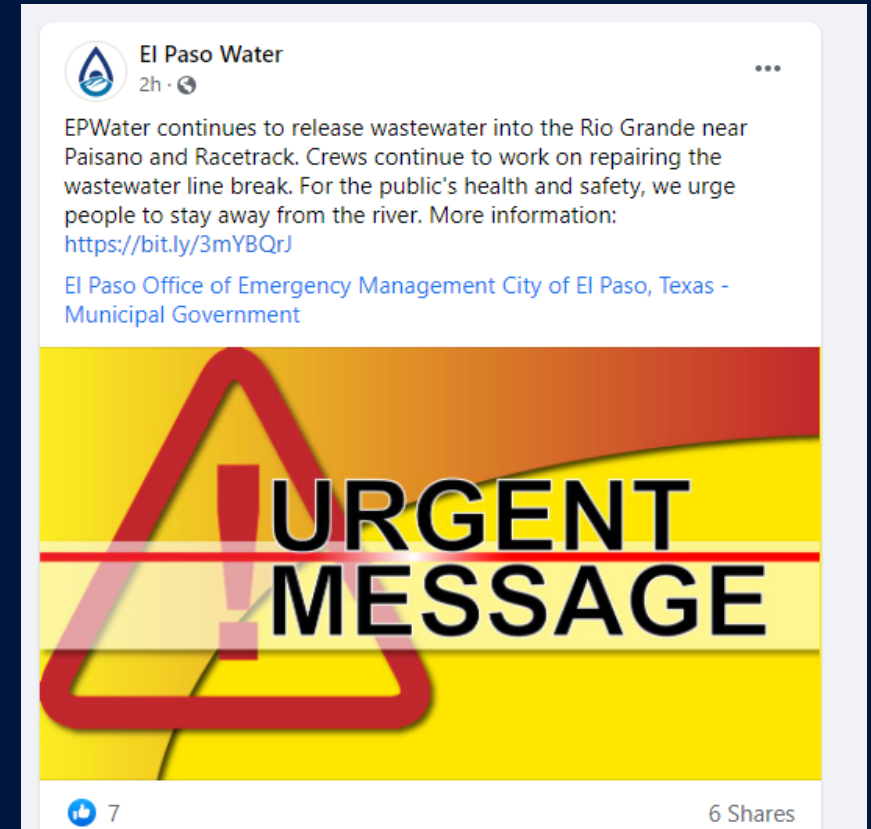 El Paso Water
2h ·
EPWater continues to release wastewater into the Rio Grande near
Paisano and Racetrack. Crews continue to work on repairing the
wastewater line break. For the public's health and safety, we urge
people to stay away from the river. More information:
https://bit.ly/3mYBQrJ
El Paso Office of Emergency Management City of El Paso, Texas -
Municipal Government
!
URGENT
MESSAGE
7
6 Shares